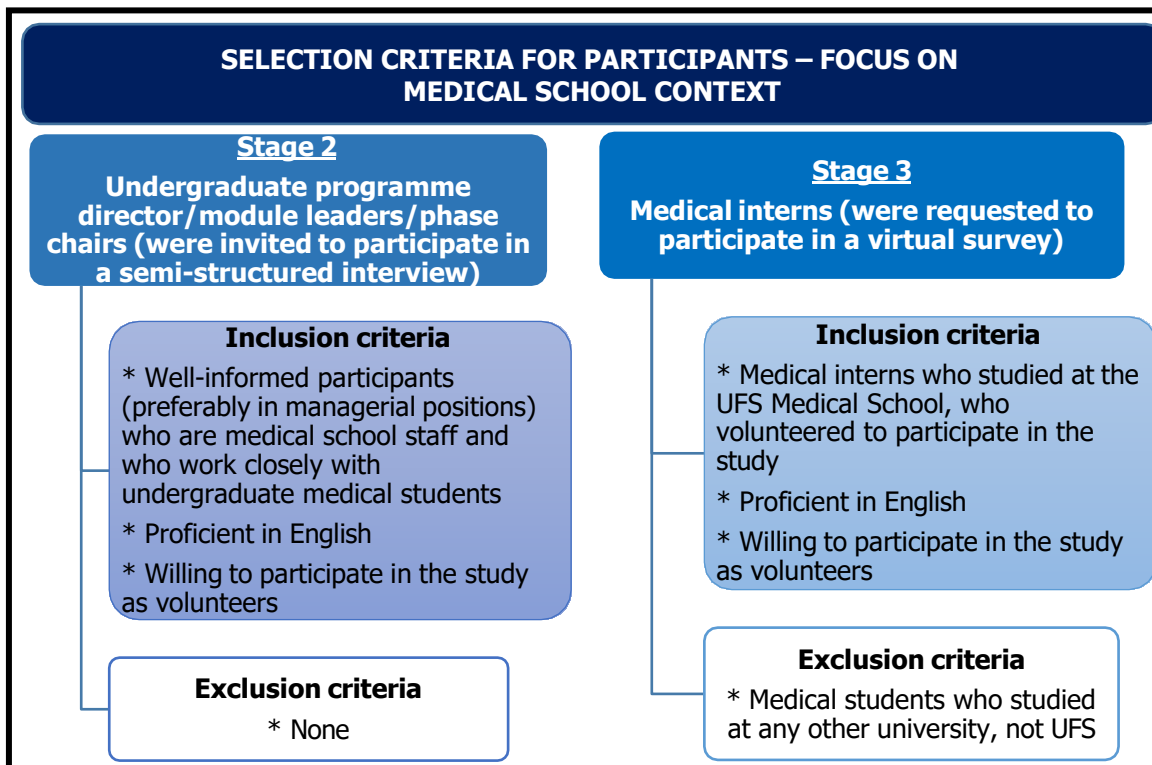 SELECTION CRITERIA FOR PARTICIPANTS – FOCUS ON
MEDICAL SCHOOL CONTEXT
Stage 2
Undergraduate programme
director/module leaders/phase
chairs (were invited to participate in
a semi-structured interview)
Inclusion criteria
* Well-informed participants
(preferably in managerial positions)
who are medical school staff and
who work closely with
undergraduate medical students
* Proficient in English
* Willing to participate in the study
as volunteers
Exclusion criteria
* None
Stage 3
Medical interns (were requested to
participate in a virtual survey)
Inclusion criteria
* Medical interns who studied at the
UFS Medical School, who
volunteered to participate in the
study
* Proficient in English
* Willing to participate in the study
as volunteers
Exclusion criteria
* Medical students who studied
at any other university, not UFS